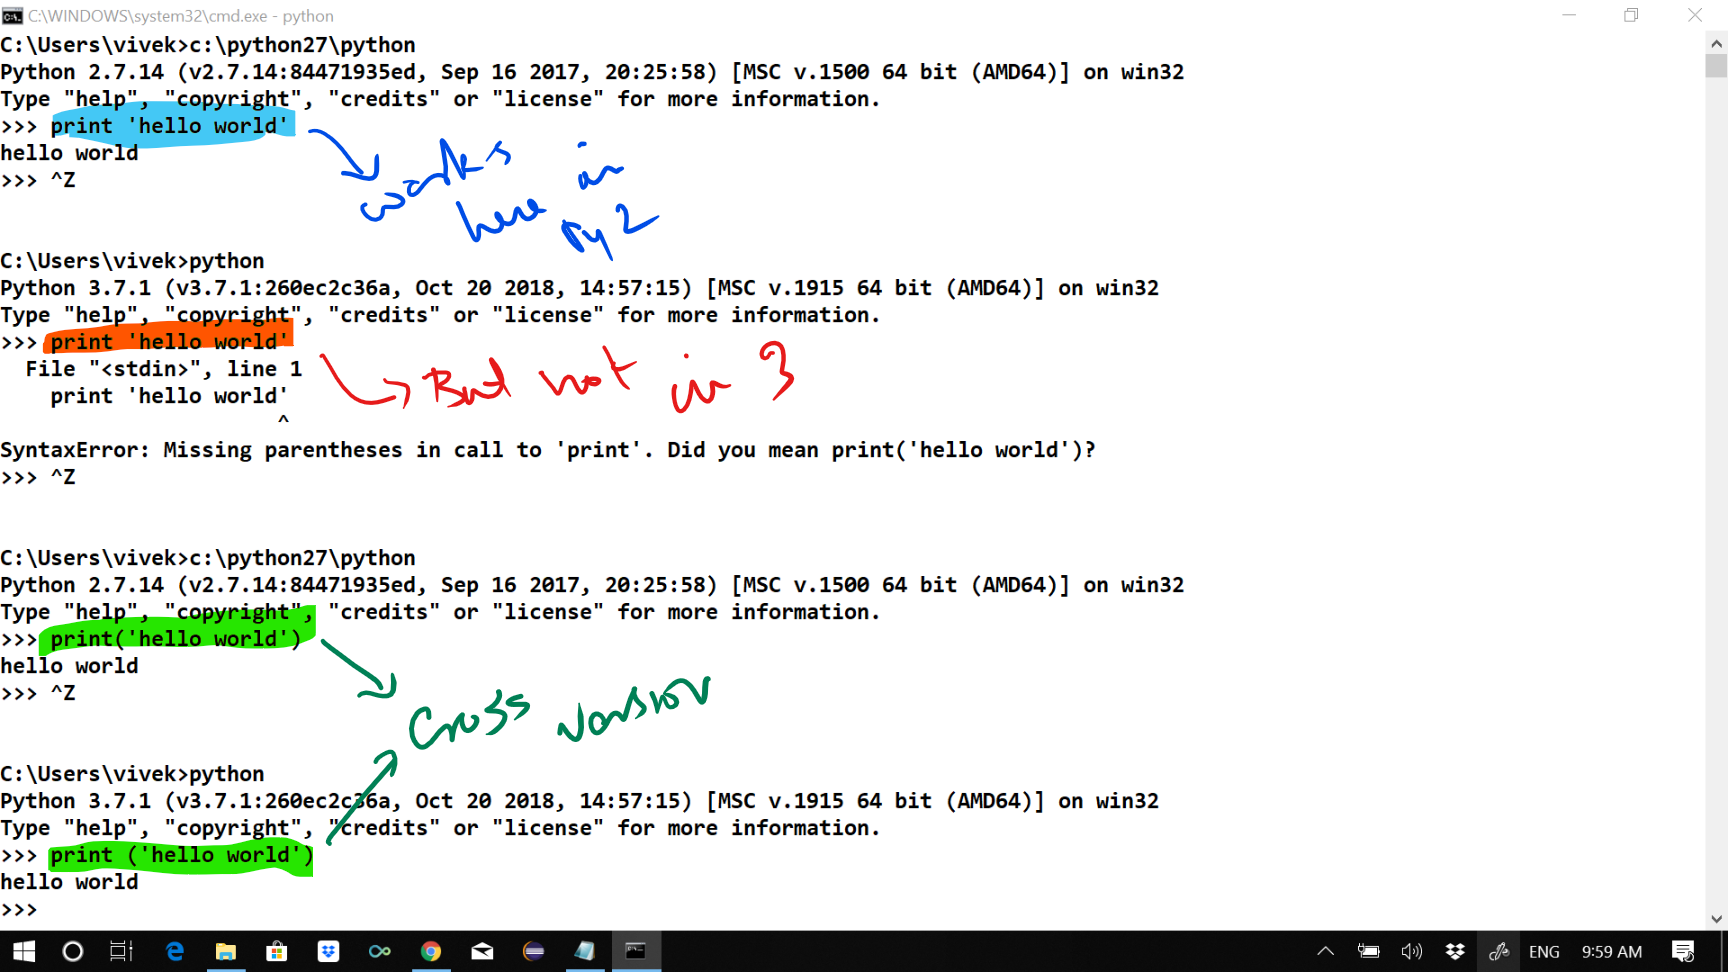 C:\WINDOWS\system32\cmd.exe - python
C:\Users\vivek>c:\python27\python
Python 2.7.14 (v2.7.14:84471935ed, Sep 16 2017, 20:25:58) [MSC v.1500 64 bit (AMD64)] on win32
Type "help", "copyright", "credits" or "license" for more information.
>>> print 'hello world'
hello world
>>> ^Z
works
here in
py2
C:\Users\vivek>python
Python 3.7.1 (v3.7.1:260ec2c36a, Oct 20 2018, 14:57:15) [MSC v.1915 64 bit (AMD64)] on win32
Type "help", "copyright", "credits" or "license" for more information.
>>> print 'hello world'
  File "<stdin>", line 1
    print 'hello world'
                      ^
But not in 3
SyntaxError: Missing parentheses in call to 'print'. Did you mean print('hello world')?
>>> ^Z
C:\Users\vivek>c:\python27\python
Python 2.7.14 (v2.7.14:84471935ed, Sep 16 2017, 20:25:58) [MSC v.1500 64 bit (AMD64)] on win32
Type "help", "copyright", "credits" or "license" for more information.
>>> print('hello world')
hello world
>>> ^Z
Cross version
C:\Users\vivek>python
Python 3.7.1 (v3.7.1:260ec2c36a, Oct 20 2018, 14:57:15) [MSC v.1915 64 bit (AMD64)] on win32
Type "help", "copyright", "credits" or "license" for more information.
>>> print ('hello world')
hello world
>>>
ENG 9:59 AM